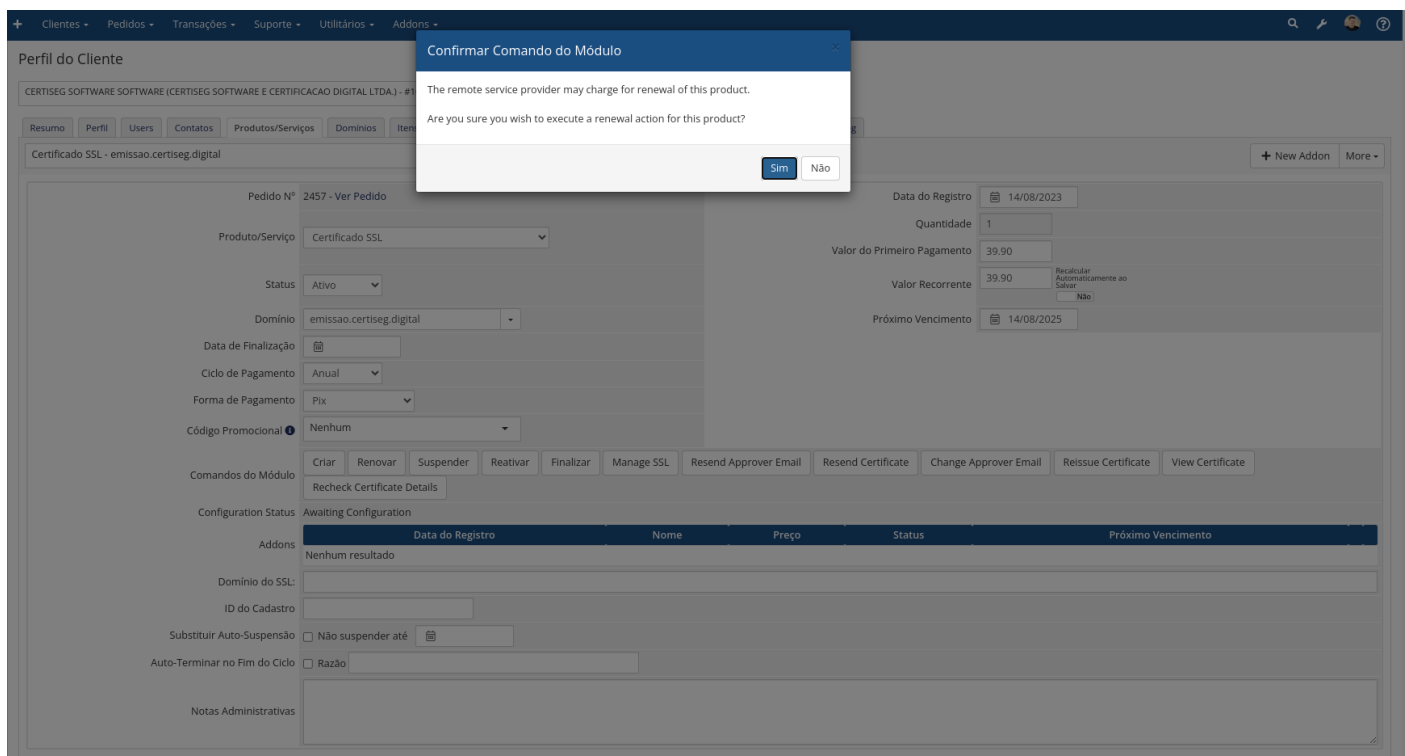 + Clientes Pedidos Transações Suporte Utilitários Addons
Confirmar Comando do Módulo ×
Perfil do Cliente
The remote service provider may charge for renewal of this product.
CERTISEG SOFTWARE SOFTWARE (CERTISEG SOFTWARE E CERTIFICACAO DIGITAL LTDA.) - #1
Are you sure you wish to execute a renewal action for this product?
Resumo Perfil Users Contatos Produtos/Serviços Domínios Iten g
Certificado SSL - emissao.certiseg.digital
+ New Addon More
Sim Não
Pedido Nº 2457 - Ver Pedido
Data do Registro 14/08/2023
Quantidade 1
Produto/Serviço Certificado SSL
Valor do Primeiro Pagamento 39.90
Status Ativo
Valor Recorrente 39.90 Recalcular
Automaticamente ao
Salvar
Não
Domínio emissao.certiseg.digital
Próximo Vencimento 14/08/2025
Data de Finalização
Ciclo de Pagamento Anual
Forma de Pagamento Pix
Código Promocional Nenhum
Comandos do Módulo Criar Renovar Suspender Reativar Finalizar Manage SSL Resend Approver Email Resend Certificate Change Approver Email Reissue Certificate View Certificate
Recheck Certificate Details
Configuration Status Awaiting Configuration
Addons Data do Registro Nome Preço Status Próximo Vencimento
Nenhum resultado
Domínio do SSL:
ID do Cadastro
Substituir Auto-Suspensão Não suspender até
Auto-Terminar no Fim do Ciclo Razão
Notas Administrativas